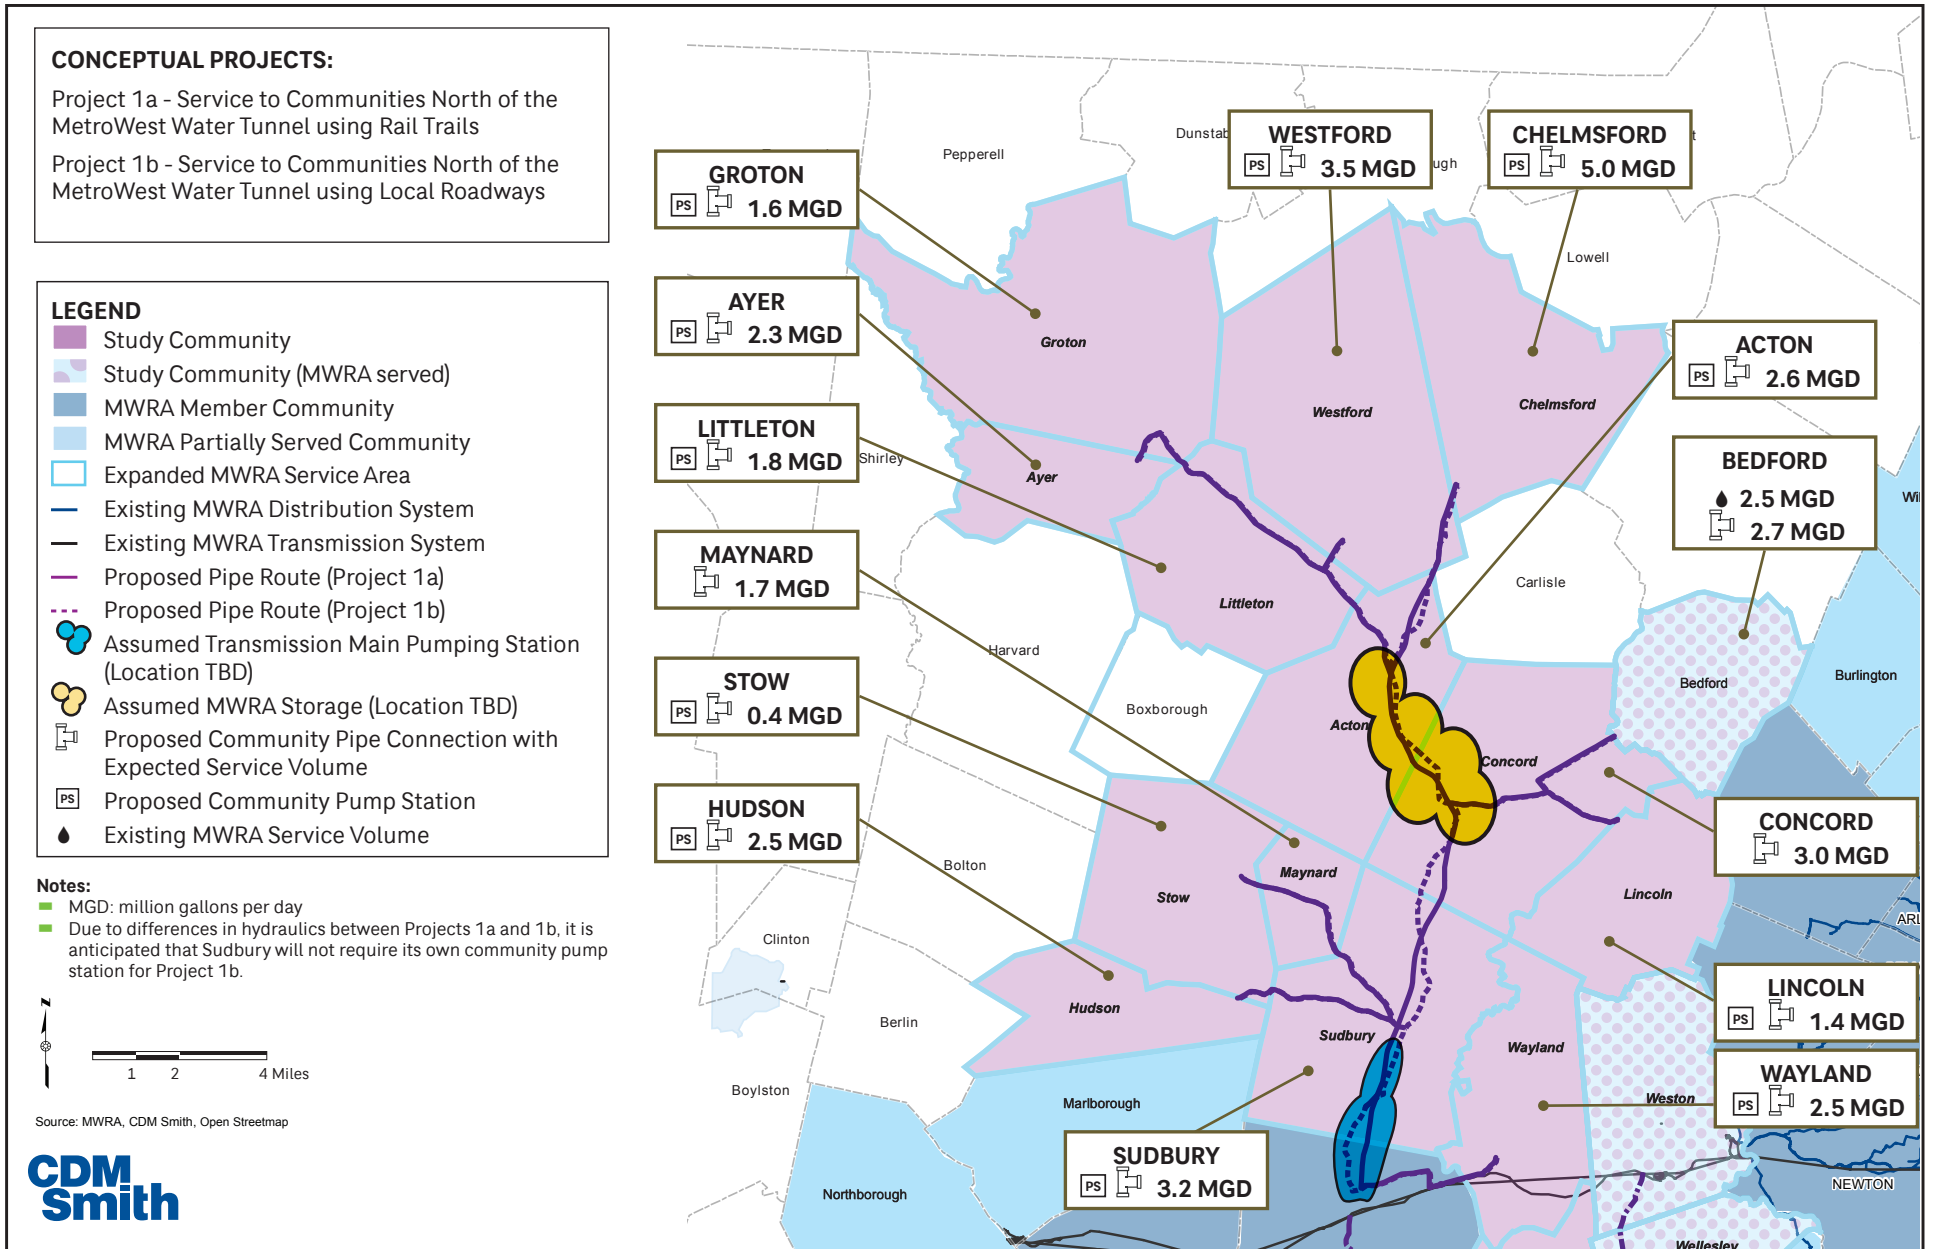 CONCEPTUAL PROJECTS:
Project 1a - Service to Communities North of the
MetroWest Water Tunnel using Rail Trails
Project 1b - Service to Communities North of the
MetroWest Water Tunnel using Local Roadways
LEGEND
Study Community
Study Community (MWRA served)
MWRA Member Community
MWRA Partially Served Community
Expanded MWRA Service Area
Existing MWRA Distribution System
Existing MWRA Transmission System
Proposed Pipe Route (Project 1a)
Proposed Pipe Route (Project 1b)
Assumed Transmission Main Pumping Station
(Location TBD)
Assumed MWRA Storage (Location TBD)
Proposed Community Pipe Connection with
Expected Service Volume
PS Proposed Community Pump Station
Existing MWRA Service Volume
Notes:
MGD: million gallons per day
Due to differences in hydraulics between Projects 1a and 1b, it is
anticipated that Sudbury will not require its own community pump
station for Project 1b.
N
1 2 4 Miles
Source: MWRA, CDM Smith, Open Streetmap
CDM
Smith
GROTON
PS 1.6 MGD
AYER
PS 2.3 MGD
LITTLETON
PS 1.8 MGD
MAYNARD
1.7 MGD
STOW
PS 0.4 MGD
HUDSON
PS 2.5 MGD
WESTFORD
PS 3.5 MGD
CHELMSFORD
PS 5.0 MGD
ACTON
PS 2.6 MGD
BEDFORD
2.5 MGD
2.7 MGD
CONCORD
3.0 MGD
LINCOLN
PS 1.4 MGD
WAYLAND
PS 2.5 MGD
SUDBURY
PS 3.2 MGD
Pepperell
Dunstab
ugh
t
Lowell
Groton
Westford
Chelmsford
Shirley
Ayer
Wil
Carlisle
Littleton
Harvard
Burlington
Bedford
Boxborough
Acton
Concord
Bolton
Maynard
Stow
Lincoln
ARL
Clinton
Hudson
Berlin
Sudbury
Wayland
Boylston
Marlborough
Weston
Northborough
NEWTON
Wellesley